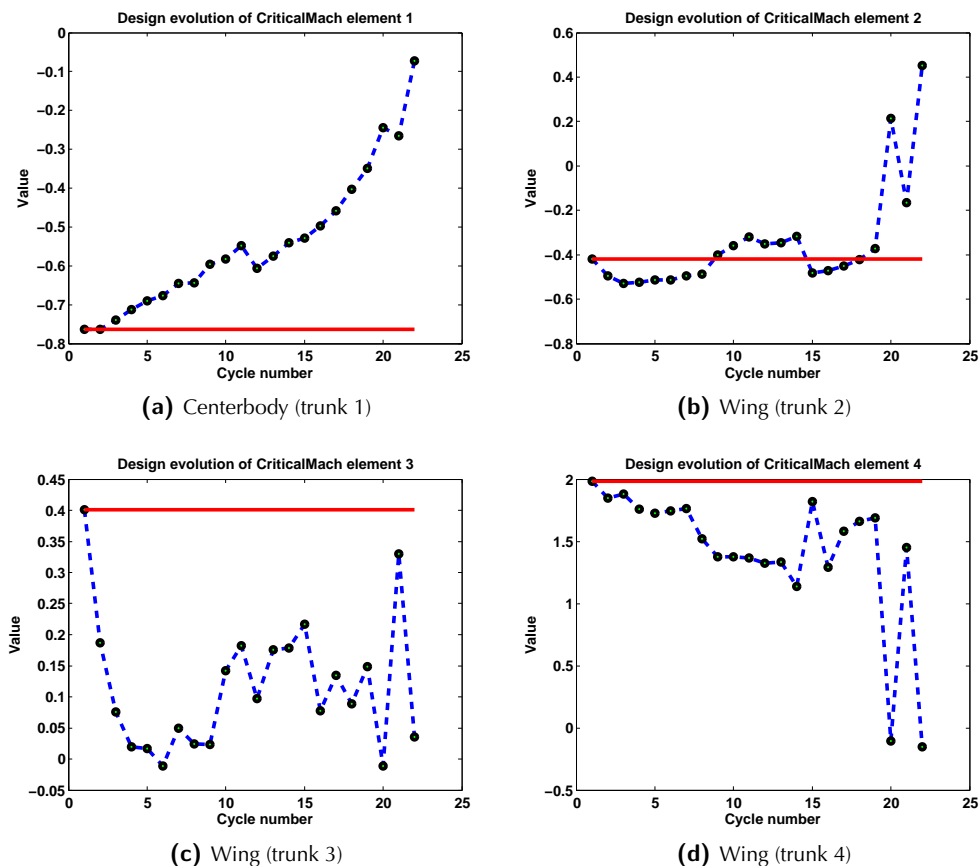 Design evolution of CriticalMach element 1
0
−0.1
−0.2
−0.3
−0.4
−0.5
−0.6
−0.7
−0.8
Value
0 5 10 15 20 25
Cycle number
(a) Centerbody (trunk 1)
Design evolution of CriticalMach element 2
0.6
0.4
0.2
0
−0.2
−0.4
−0.6
−0.8
Value
0 5 10 15 20 25
Cycle number
(b) Wing (trunk 2)
Design evolution of CriticalMach element 3
0.45
0.4
0.35
0.3
0.25
0.2
0.15
0.1
0.05
0
−0.05
Value
0 5 10 15 20 25
Cycle number
(c) Wing (trunk 3)
Design evolution of CriticalMach element 4
2
1.5
1
0.5
0
−0.5
Value
0 5 10 15 20 25
Cycle number
(d) Wing (trunk 4)